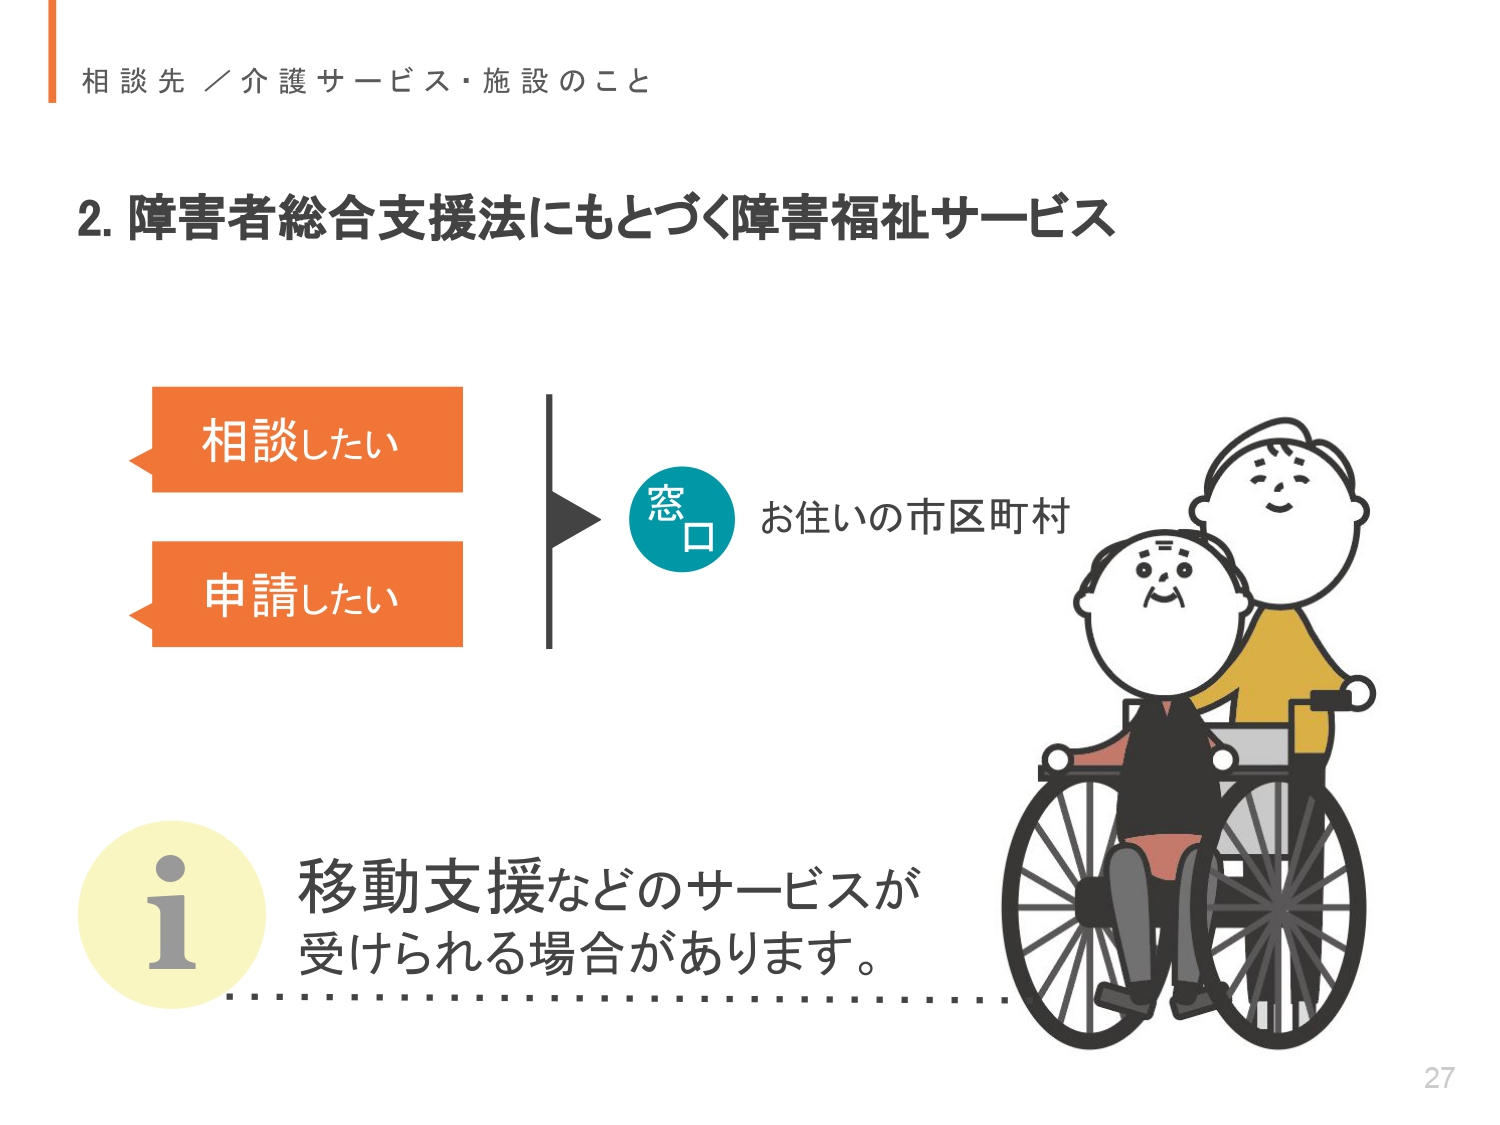 相談先 ／介護サービス・施設のこと
2. 障害者総合支援法にもとづく障害福祉サービス
相談したい
申請したい
窓口
お住いの市区町村
i
移動支援などのサービスが
受けられる場合があります。
27